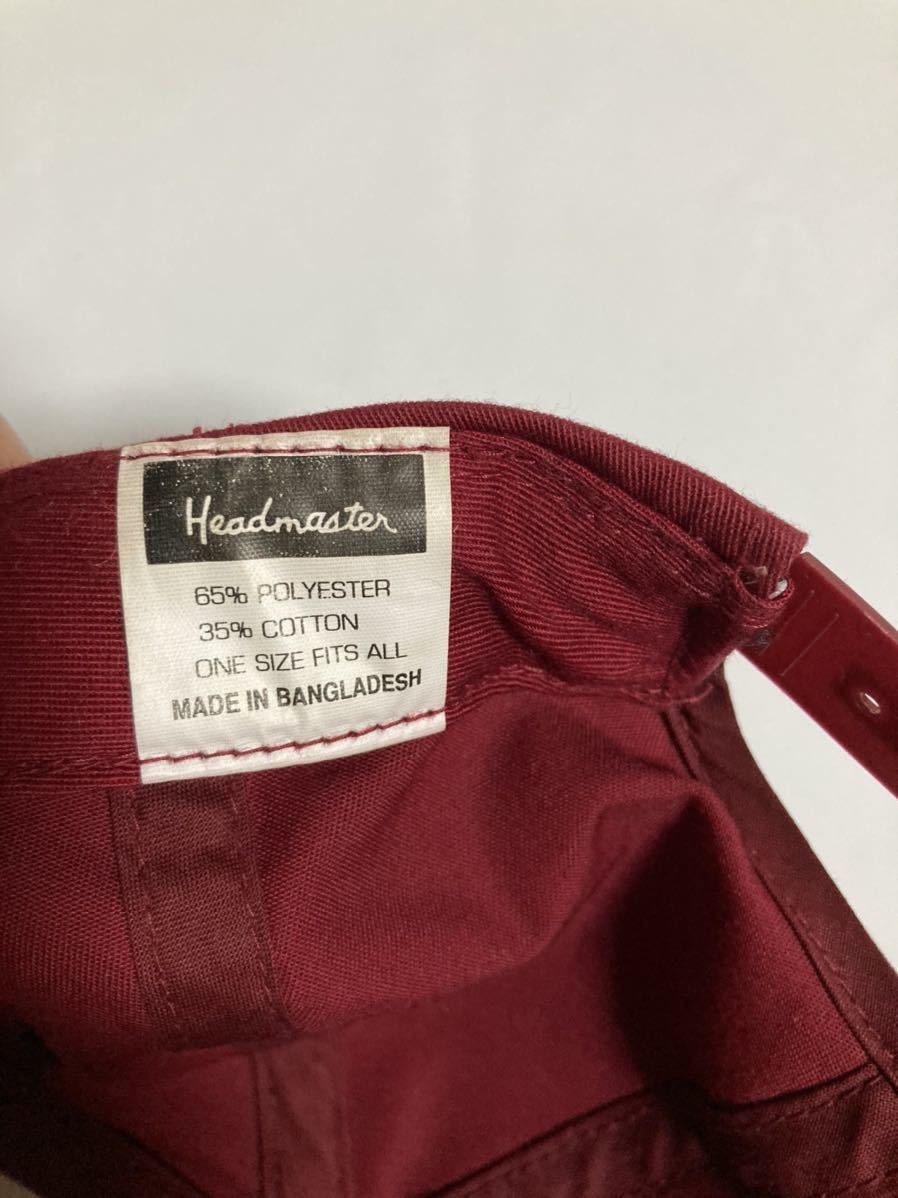 Headmaster
65% POLYESTER
35% COTTON
ONE SIZE FITS ALL
MADE IN BANGLADESH